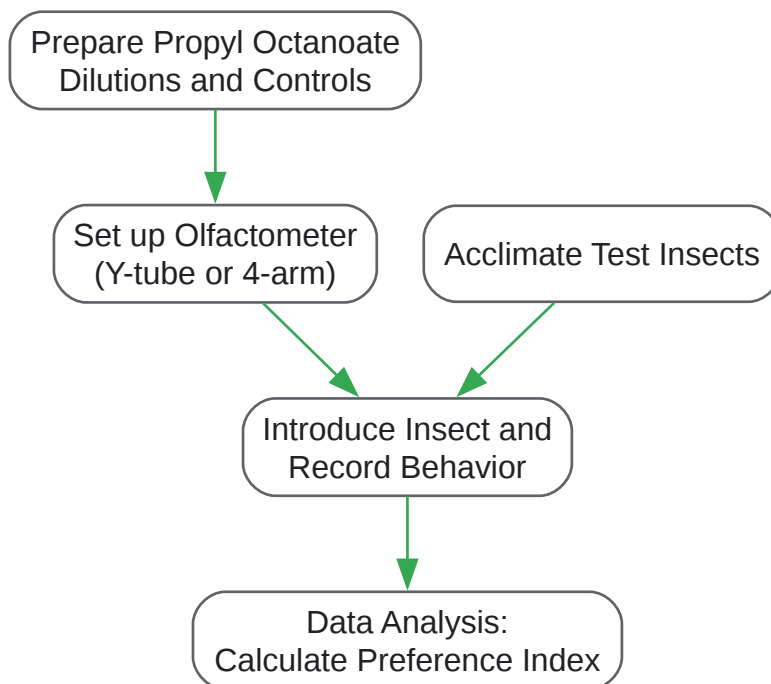 Prepare Propyl Octanoate
Dilutions and Controls
Set up Olfactometer
(Y-tube or 4-arm)
Acclimate Test Insects
Introduce Insect and
Record Behavior
Data Analysis:
Calculate Preference Index